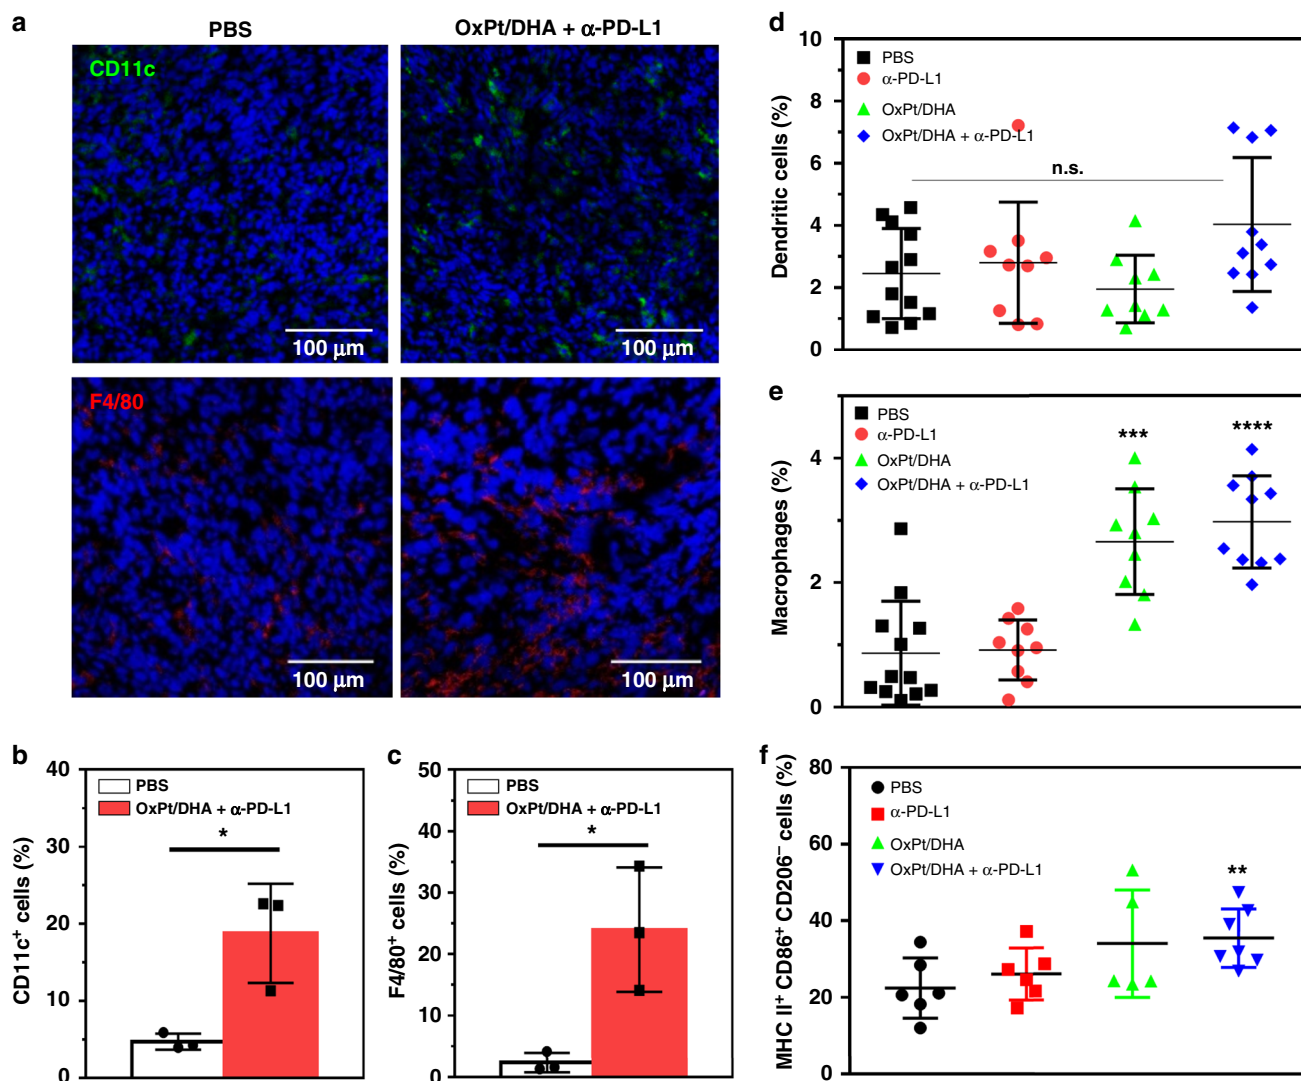 a
PBS
OxPt/DHA + α-PD-L1
CD11c
100 μm
100 μm
F4/80
100 μm
100 μm
b
CD11c⁺ cells (%)
40
30
20
10
0
PBS
OxPt/DHA + α-PD-L1
*
c
F4/80⁺ cells (%)
50
40
30
20
10
0
PBS
OxPt/DHA + α-PD-L1
*
d
Dendritic cells (%)
10
8
6
4
2
0
PBS
α-PD-L1
OxPt/DHA
OxPt/DHA + α-PD-L1
n.s.
e
Macrophages (%)
4
2
0
PBS
α-PD-L1
OxPt/DHA
OxPt/DHA + α-PD-L1
***
****
f
MHC II⁺ CD86⁺ CD206⁻ cells (%)
80
60
40
20
0
PBS
α-PD-L1
OxPt/DHA
OxPt/DHA + α-PD-L1
**